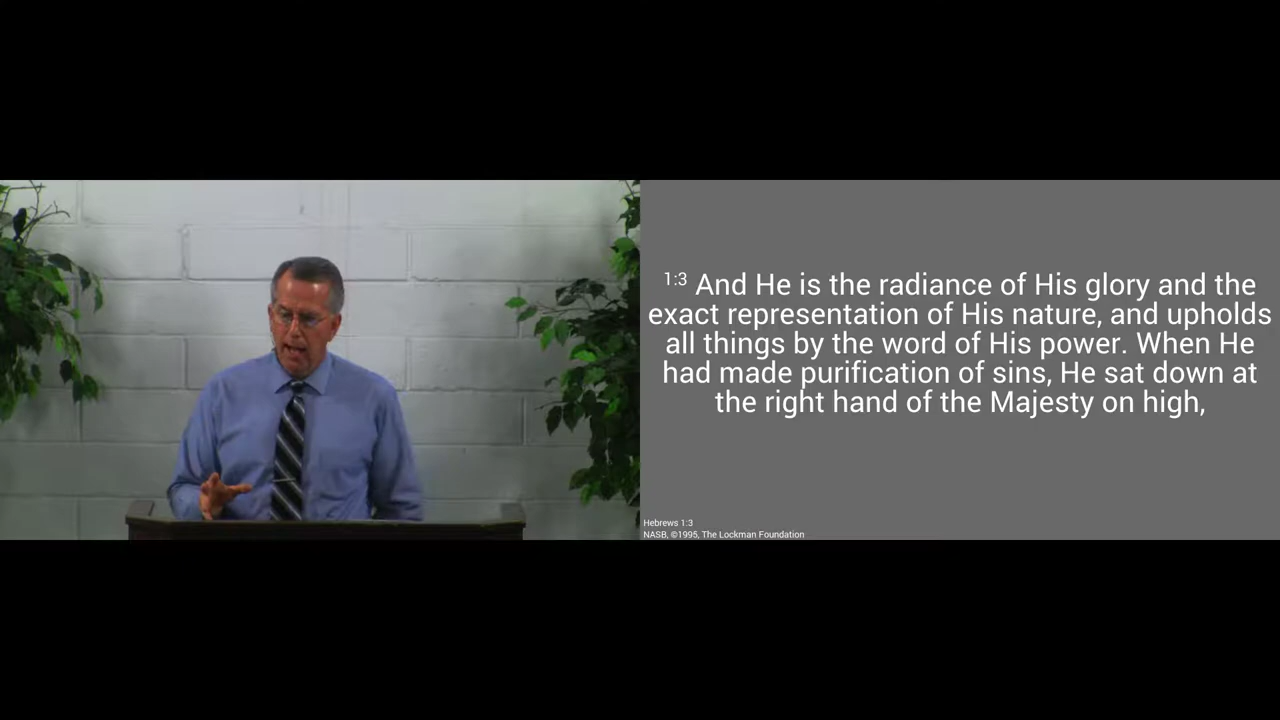 1:3 And He is the radiance of His glory and the
exact representation of His nature, and upholds
all things by the word of His power. When He
had made purification of sins, He sat down at
the right hand of the Majesty on high,
Hebrews 1:3
NASB, ©1995, The Lockman Foundation